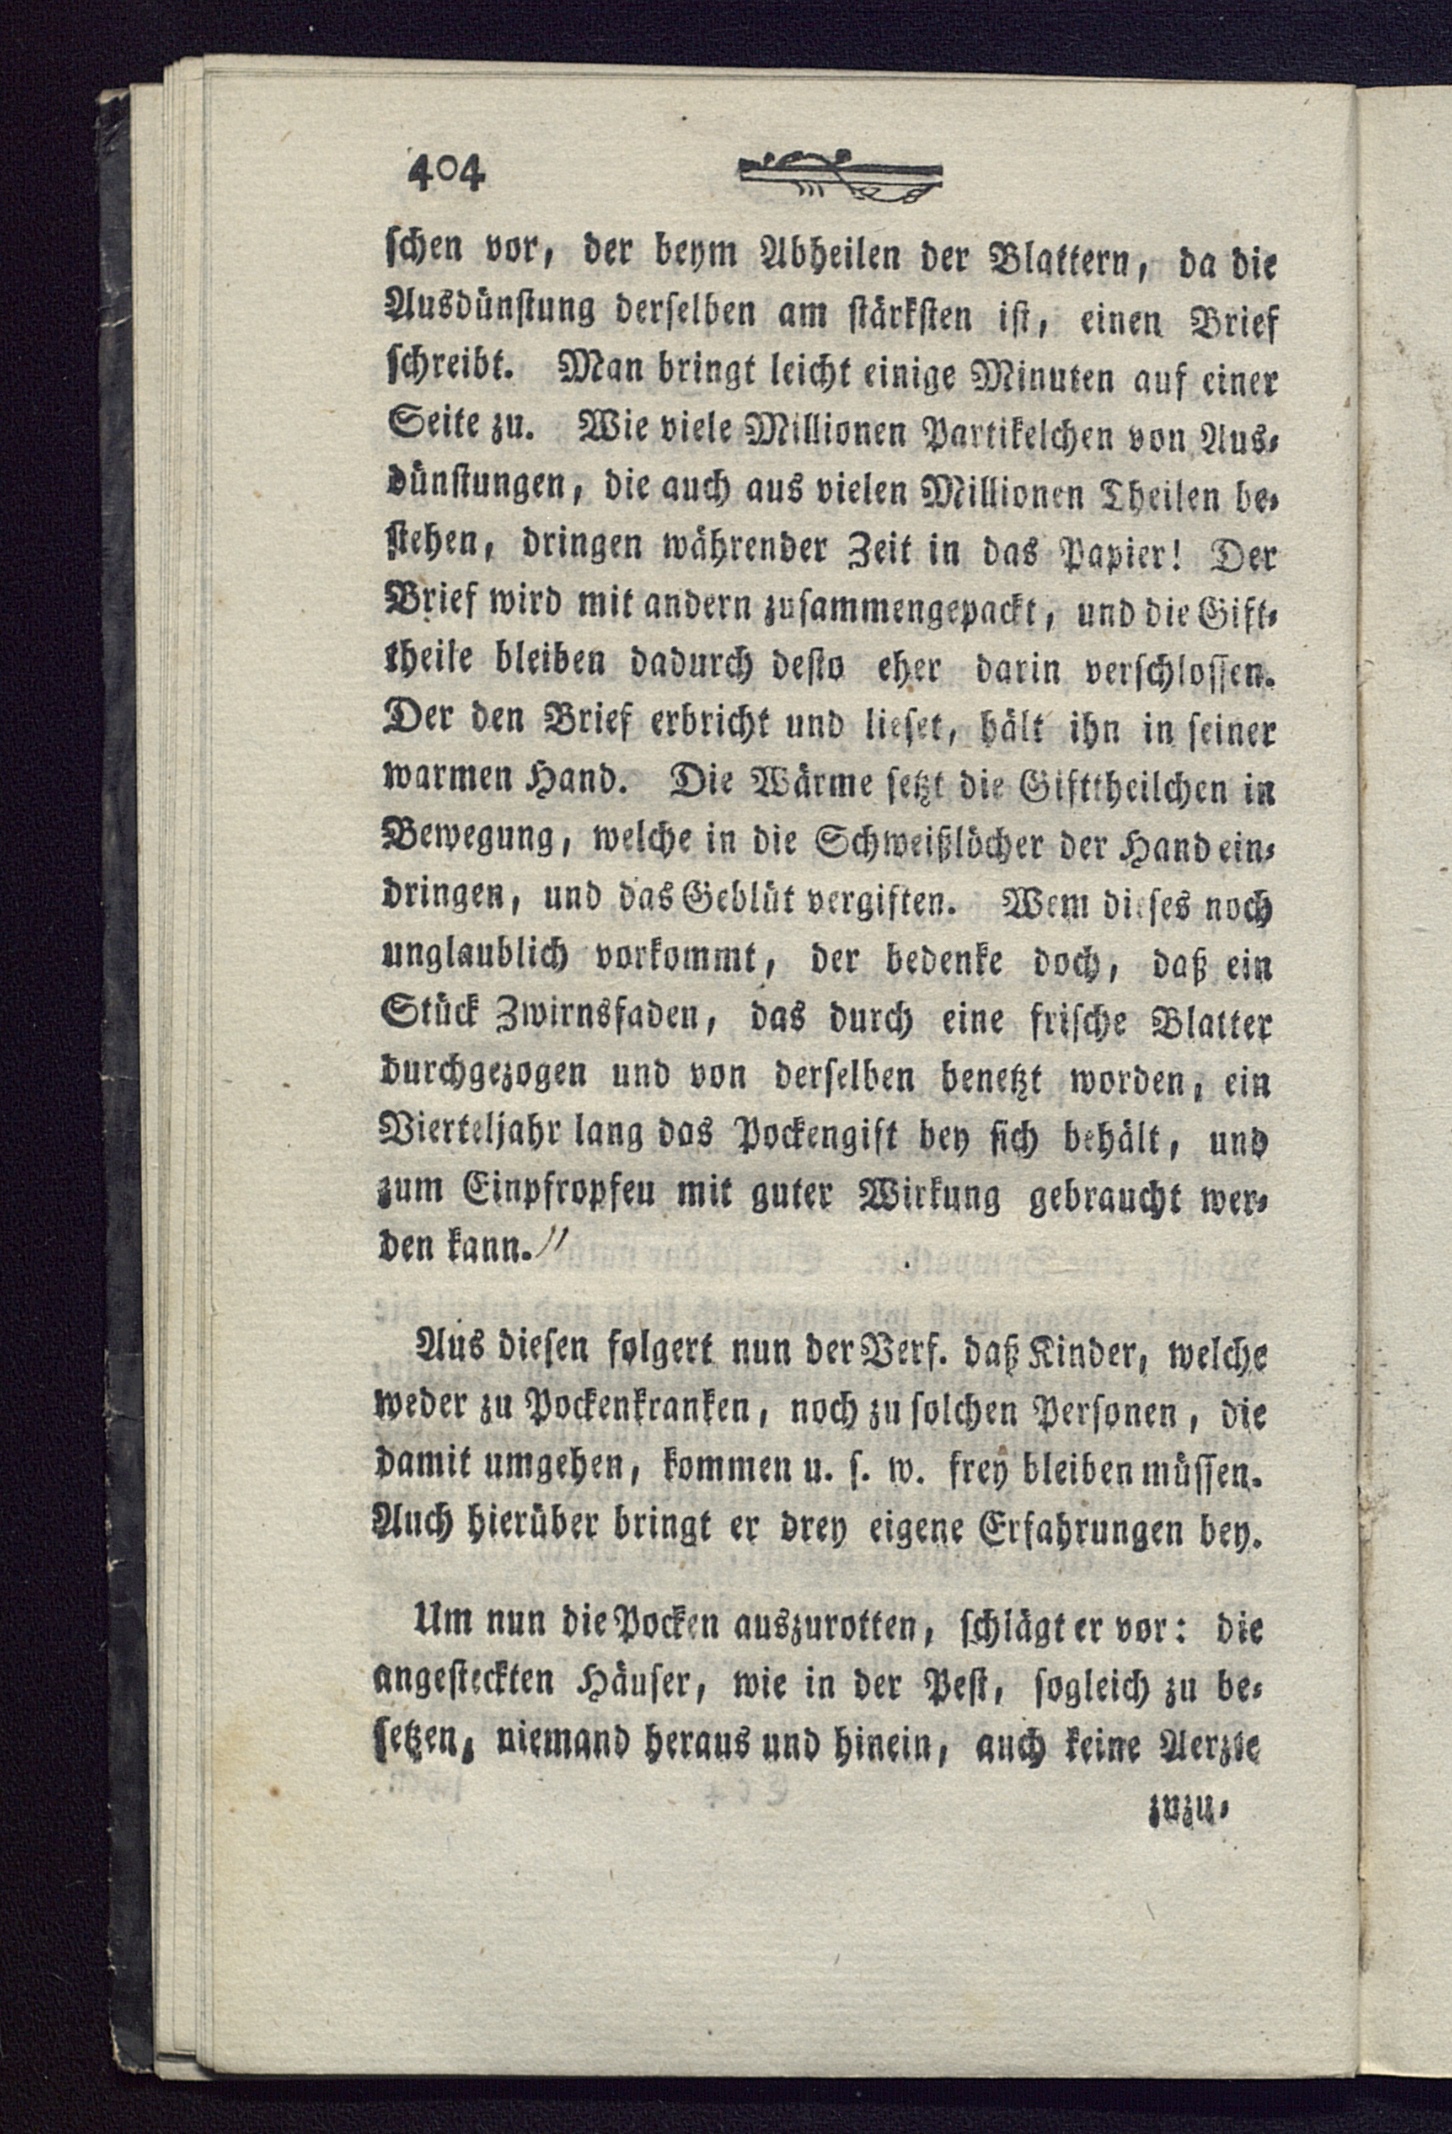 404
schen vor, der beym Abheilen der Blattern, da die
Ausdünstung derselben am stärksten ist, einen Brief
schreibt. Man bringt leicht einige Minuten auf einer
Seite zu. Wie viele Millionen Partikelchen von Aus-
dünstungen, die auch aus vielen Millionen Theilen be-
stehen, dringen währender Zeit in das Papier! Der
Brief wird mit andern zusammengepackt, und die Gift-
theile bleiben dadurch desto eher darin verschlossen.
Der den Brief erbricht und lieset, hält ihn in seiner
warmen Hand. Die Wärme setzt die Gifttheilchen in
Bewegung, welche in die Schweißlöcher der Hand ein-
dringen, und das Geblüt vergiften. Wem dieses noch
unglaublich vorkommt, der bedenke doch, daß ein
Stück Zwirnsfaden, das durch eine frische Blatter
durchgezogen und von derselben benetzt worden, ein
Vierteljahr lang das Pockengift bey sich behält, und
zum Einpfropfeu mit guter Wirkung gebraucht wer-
den kann.“
Aus diesen folgert nun der Verf. daß Kinder, welche
weder zu Pockenkranken, noch zu solchen Personen, die
damit umgehen, kommen u. s. w. frey bleiben müssen.
Auch hierüber bringt er drey eigene Erfahrungen bey.
Um nun die Pocken auszurotten, schlägt er vor: die
angesteckten Häuser, wie in der Pest, sogleich zu be-
setzen, niemand heraus und hinein, auch keine Aerzte
zuzu-